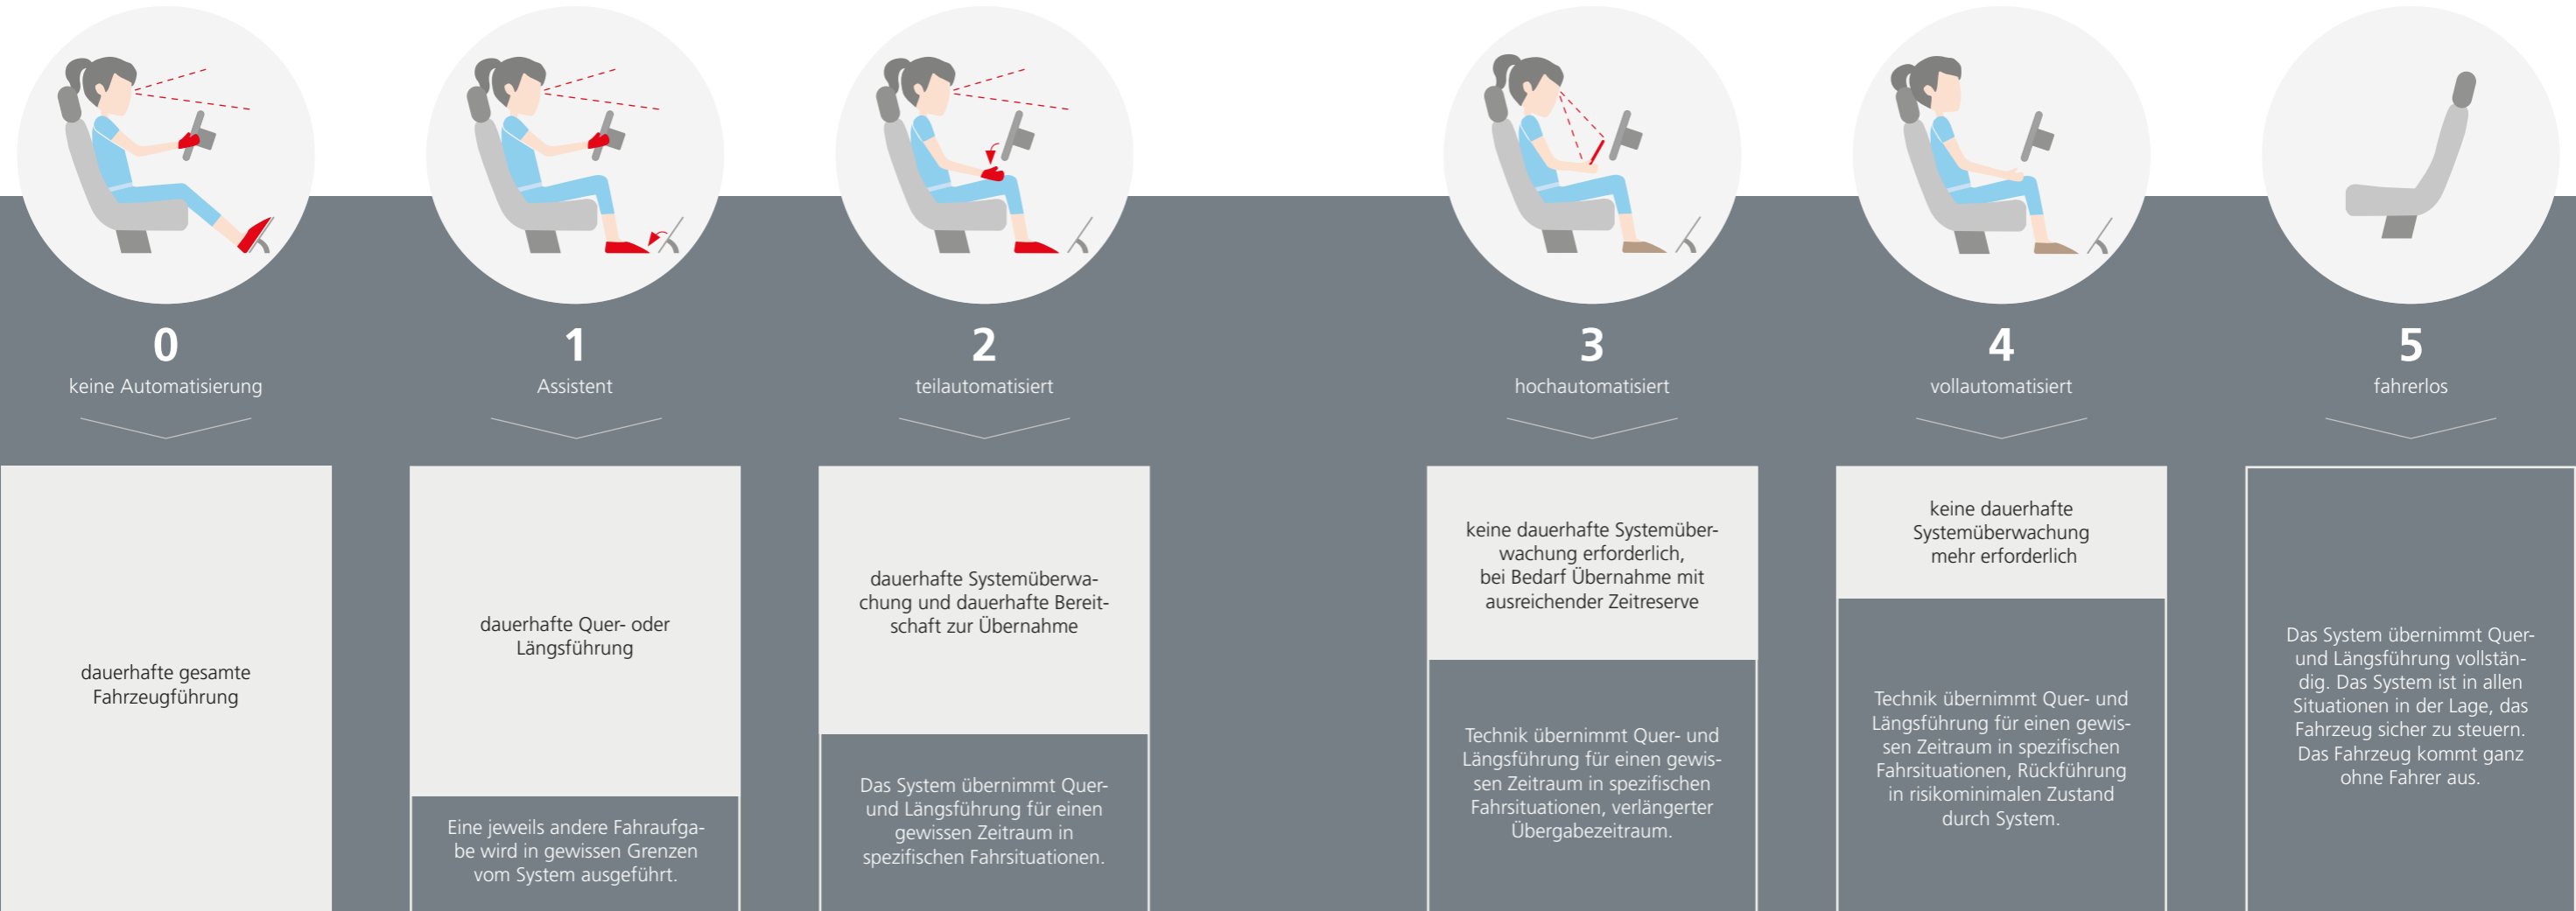 0
keine Automatisierung
dauerhafte gesamte
Fahrzeugführung
1
Assistent
dauerhafte Quer- oder
Längsführung
Eine jeweils andere Fahraufga-
be wird in gewissen Grenzen
vom System ausgeführt.
2
teilautomatisiert
dauerhafte Systemüberwa-
chung und dauerhafte Bereit-
schaft zur Übernahme
Das System übernimmt Quer-
und Längsführung für einen
gewissen Zeitraum in
spezifischen Fahrsituationen.
3
hochautomatisiert
keine dauerhafte Systemüber-
wachung erforderlich,
bei Bedarf Übernahme mit
ausreichender Zeitreserve
Technik übernimmt Quer- und
Längsführung für einen gewis-
sen Zeitraum in spezifischen
Fahrsituationen, verlängerter
Übergabezeitraum.
4
vollautomatisiert
keine dauerhafte
Systemüberwachung
mehr erforderlich
Technik übernimmt Quer- und
Längsführung für einen gewis-
sen Zeitraum in spezifischen
Fahrsituationen, Rückführung
in risikominimalen Zustand
durch System.
5
fahrerlos
Das System übernimmt Quer-
und Längsführung vollstän-
dig. Das System ist in allen
Situationen in der Lage, das
Fahrzeug sicher zu steuern.
Das Fahrzeug kommt ganz
ohne Fahrer aus.